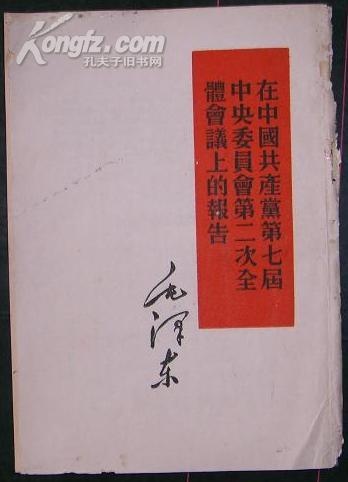 Kongfz.com
孔夫子旧书网
在中國共產黨第七屆
中央委員會第二次全
體會議上的報告
毛澤东